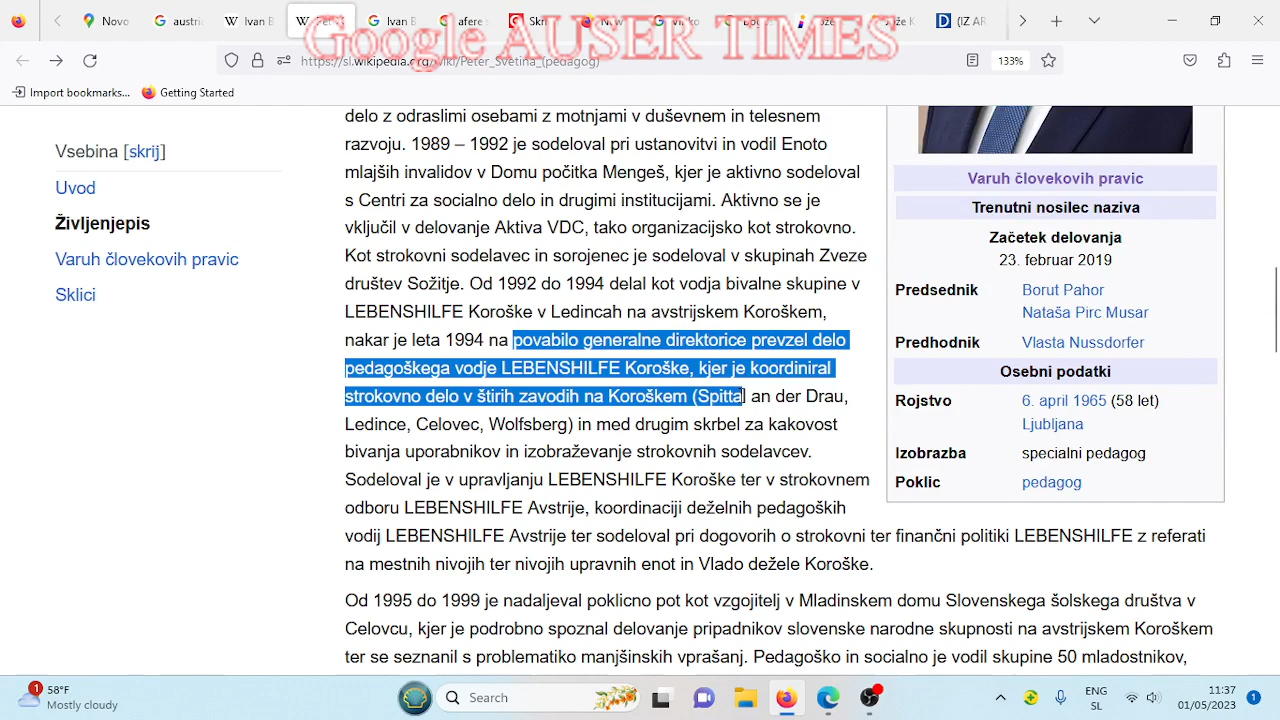 Novo
austric
Ivan B
Ivan B
afere s
Skri
Nov
Google AUSER TIMES
(IZ AR
https://sl.wikipedia.org/wiki/Peter_Svetina_(pedagog)
133%
Import bookmarks...
Getting Started
Vsebina [skrij]
Uvod
Življenjepis
Varuh človekovih pravic
Sklici
delo z odraslimi osebami z motnjami v duševnem in telesnem
razvoju. 1989 – 1992 je sodeloval pri ustanovitvi in vodil Enoto
mlajših invalidov v Domu počitka Mengeš, kjer je aktivno sodeloval
s Centri za socialno delo in drugimi institucijami. Aktivno se je
vključil v delovanje Aktiva VDC, tako organizacijsko kot strokovno.
Kot strokovni sodelavec in sorojenec je sodeloval v skupinah Zveze
društev Sožitje. Od 1992 do 1994 delal kot vodja bivalne skupine v
LEBENSHILFE Koroške v Ledincah na avstrijskem Koroškem,
nakar je leta 1994 na povabilo generalne direktorice prevzel delo
pedagoškega vodje LEBENSHILFE Koroške, kjer je koordiniral
strokovno delo v štirih zavodih na Koroškem (Spittal an der Drau,
Ledince, Celovec, Wolfsberg) in med drugim skrbel za kakovost
bivanja uporabnikov in izobraževanje strokovnih sodelavcev.
Sodeloval je v upravljanju LEBENSHILFE Koroške ter v strokovnem
odboru LEBENSHILFE Avstrije, koordinaciji deželnih pedagoških
vodij LEBENSHILFE Avstrije ter sodeloval pri dogovorih o strokovni ter finančni politiki LEBENSHILFE z referati
na mestnih nivojih ter nivojih upravnih enot in Vlado dežele Koroške.
Od 1995 do 1999 je nadaljeval poklicno pot kot vzgojitelj v Mladinskem domu Slovenskega šolskega društva v
Celovcu, kjer je podrobno spoznal delovanje pripadnikov slovenske narodne skupnosti na avstrijskem Koroškem
ter se seznanil s problematiko manjšinskih vprašanj. Pedagoško in socialno je vodil skupine 50 mladostnikov,
Varuh človekovih pravic
Trenutni nosilec naziva
Začetek delovanja
23. februar 2019
Predsednik Borut Pahor
Nataša Pirc Musar
Predhodnik Vlasta Nussdorfer
Osebni podatki
Rojstvo 6. april 1965 (58 let)
Ljubljana
Izobrazba specialni pedagog
Poklic pedagog
1
58°F
Mostly cloudy
Search
ENG
SL
11:37
01/05/2023
1